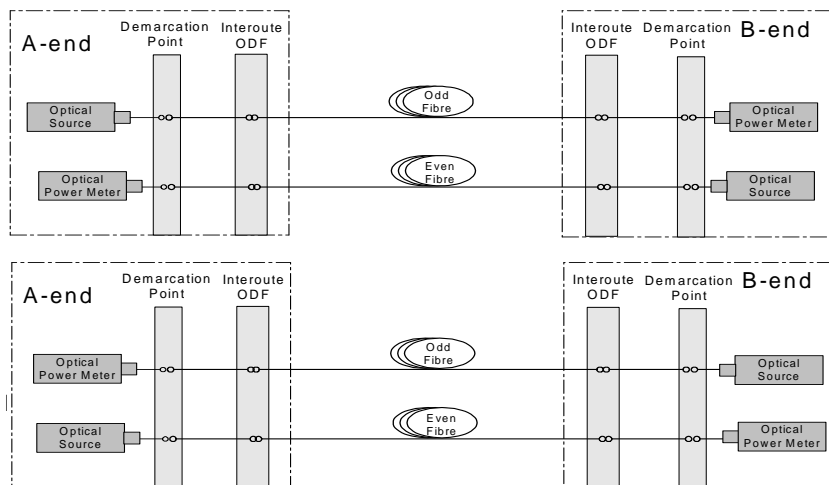 A-end
Demarcation
Point
Interoute
ODF
Interoute
ODF
Demarcation
Point
B-end
Optical
Source
Odd
Fibre
Optical
Power Meter
Optical
Power Meter
Even
Fibre
Optical
Source
A-end
Demarcation
Point
Interoute
ODF
Interoute
ODF
Demarcation
Point
B-end
Optical
Power Meter
Odd
Fibre
Optical
Source
Optical
Source
Even
Fibre
Optical
Power Meter